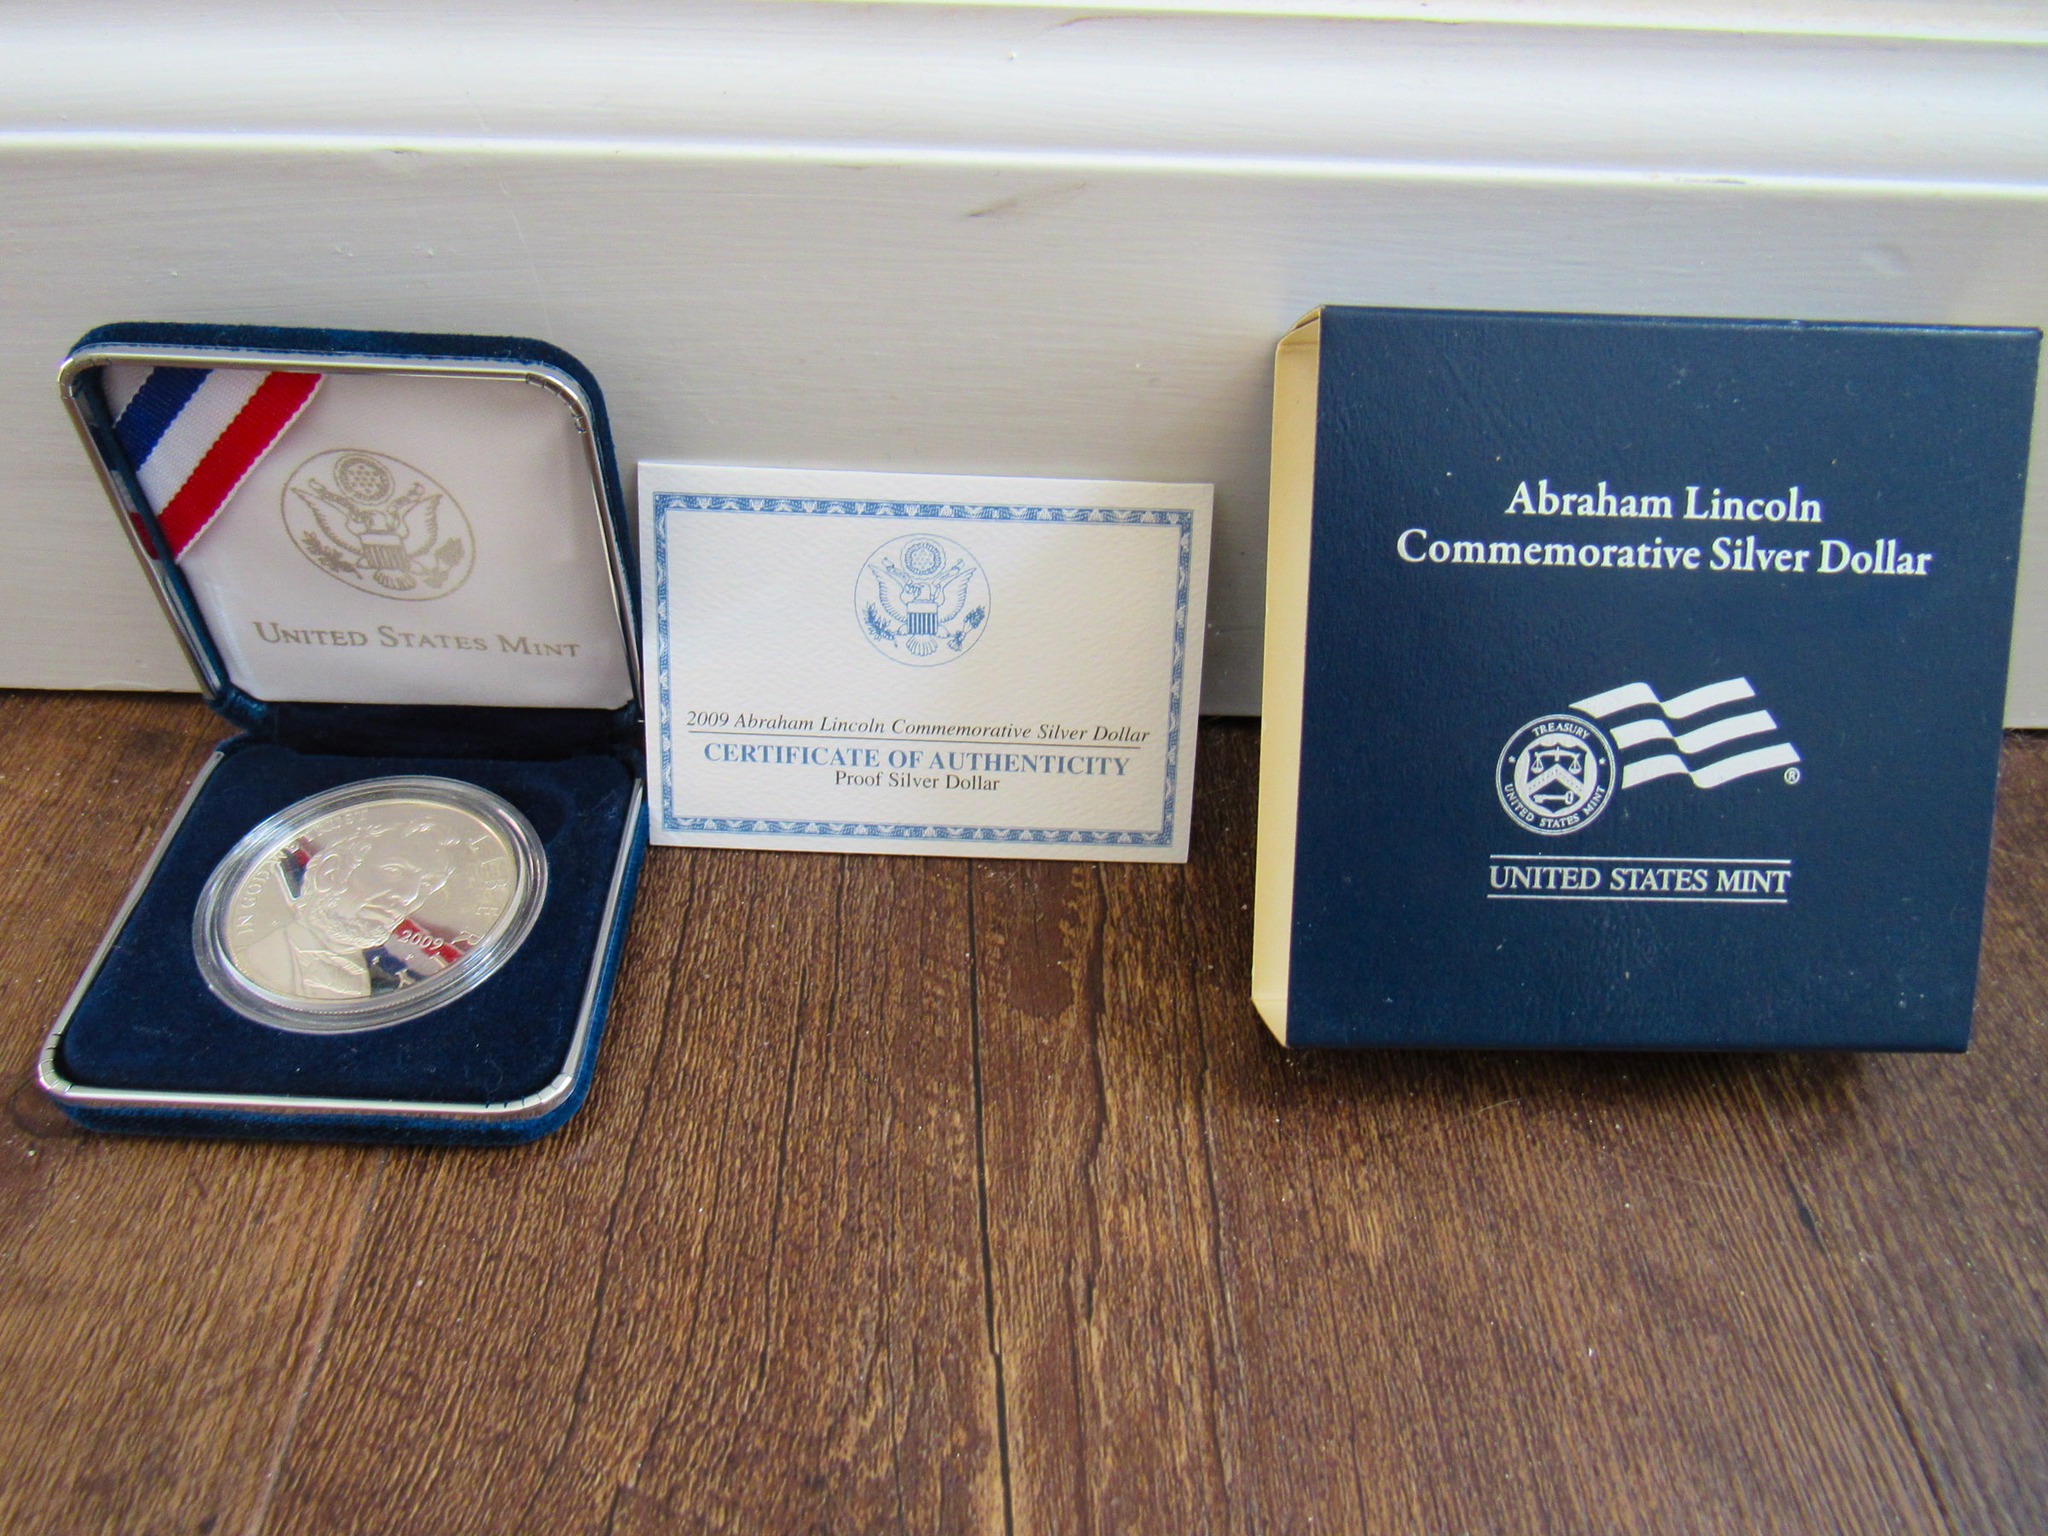 UNITED STATES MINT
IN GOD WE TRUST
LIBERTY
2009
2009 Abraham Lincoln Commemorative Silver Dollar
CERTIFICATE OF AUTHENTICITY
Proof Silver Dollar
Abraham Lincoln
Commemorative Silver Dollar
TREASURY
UNITED STATES MINT
®
UNITED STATES MINT